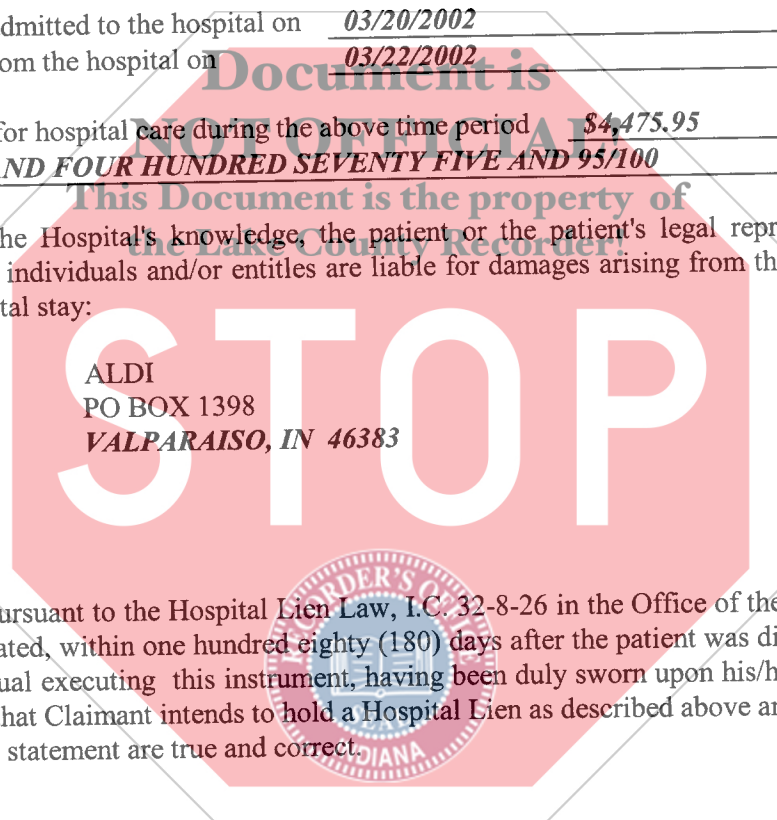 dmitted to the hospital on 03/20/2002
om the hospital on 03/22/2002
Document is
for hospital care during the above time period $4,475.95
NOT OFFICIAL!
ND FOUR HUNDRED SEVENTY FIVE AND 95/100
This Document is the property of
the Lake County Recorder!
he Hospital's knowledge, the patient or the patient's legal repr
individuals and/or entitles are liable for damages arising from th
tal stay:
STOP
ALDI
PO BOX 1398
VALPARAISO, IN 46383
ursuant to the Hospital Lien Law, I.C. 32-8-26 in the Office of the
ated, within one hundred eighty (180) days after the patient was di
ual executing this instrument, having been duly sworn upon his/h
hat Claimant intends to hold a Hospital Lien as described above an
statement are true and correct.
RECORDER'S OF
SEAL
INDIANA